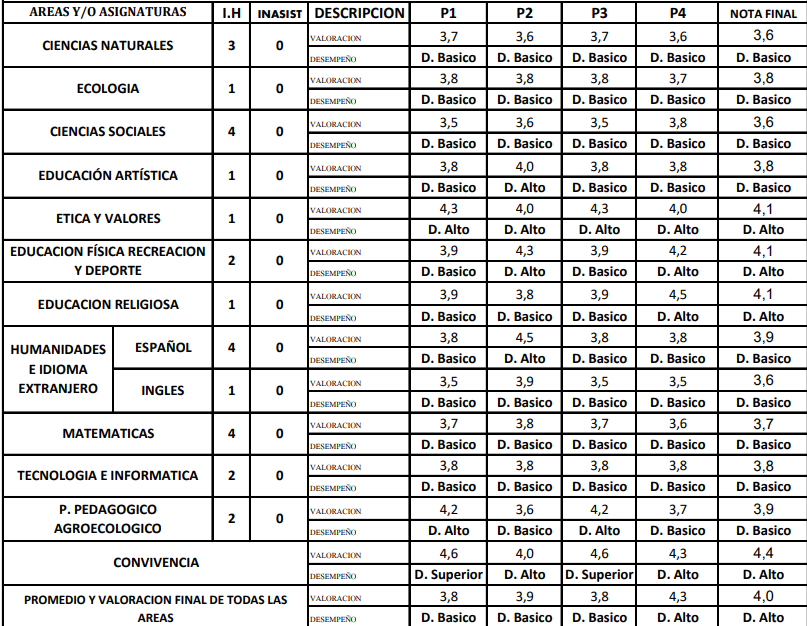 AREAS Y/O ASIGNATURAS I.H INASIST DESCRIPCION P1 P2 P3 P4 NOTA FINAL
CIENCIAS NATURALES 3 0 VALORACION 3,7 3,6 3,7 3,6 3,6
DESEMPEÑO D. Basico D. Basico D. Basico D. Basico D. Basico
ECOLOGIA 1 0 VALORACION 3,8 3,8 3,8 3,7 3,8
DESEMPEÑO D. Basico D. Basico D. Basico D. Basico D. Basico
CIENCIAS SOCIALES 4 0 VALORACION 3,5 3,6 3,5 3,8 3,6
DESEMPEÑO D. Basico D. Basico D. Basico D. Basico D. Basico
EDUCACIÓN ARTÍSTICA 1 0 VALORACION 3,8 4,0 3,8 3,8 3,8
DESEMPEÑO D. Basico D. Alto D. Basico D. Basico D. Basico
ETICA Y VALORES 1 0 VALORACION 4,3 4,0 4,3 4,0 4,1
DESEMPEÑO D. Alto D. Alto D. Alto D. Alto D. Alto
EDUCACION FÍSICA RECREACION Y DEPORTE 2 0 VALORACION 3,9 4,3 3,9 4,2 4,1
DESEMPEÑO D. Basico D. Alto D. Basico D. Alto D. Alto
EDUCACION RELIGIOSA 1 0 VALORACION 3,9 3,8 3,9 4,5 4,1
DESEMPEÑO D. Basico D. Basico D. Basico D. Alto D. Alto
HUMANIDADES E IDIOMA EXTRANJERO ESPAÑOL 4 0 VALORACION 3,8 4,5 3,8 3,8 3,9
DESEMPEÑO D. Basico D. Alto D. Basico D. Basico D. Basico
INGLES 1 0 VALORACION 3,5 3,9 3,5 3,5 3,6
DESEMPEÑO D. Basico D. Basico D. Basico D. Basico D. Basico
MATEMATICAS 4 0 VALORACION 3,7 3,8 3,7 3,6 3,7
DESEMPEÑO D. Basico D. Basico D. Basico D. Basico D. Basico
TECNOLOGIA E INFORMATICA 2 0 VALORACION 3,8 3,8 3,8 3,8 3,8
DESEMPEÑO D. Basico D. Basico D. Basico D. Basico D. Basico
P. PEDAGOGICO AGROECOLOGICO 2 0 VALORACION 4,2 3,6 4,2 3,7 3,9
DESEMPEÑO D. Alto D. Basico D. Alto D. Basico D. Basico
CONVIVENCIA VALORACION 4,6 4,0 4,6 4,3 4,4
DESEMPEÑO D. Superior D. Alto D. Superior D. Alto D. Alto
PROMEDIO Y VALORACION FINAL DE TODAS LAS AREAS VALORACION 3,8 3,9 3,8 4,3 4,0
DESEMPEÑO D. Basico D. Basico D. Basico D. Alto D. Alto